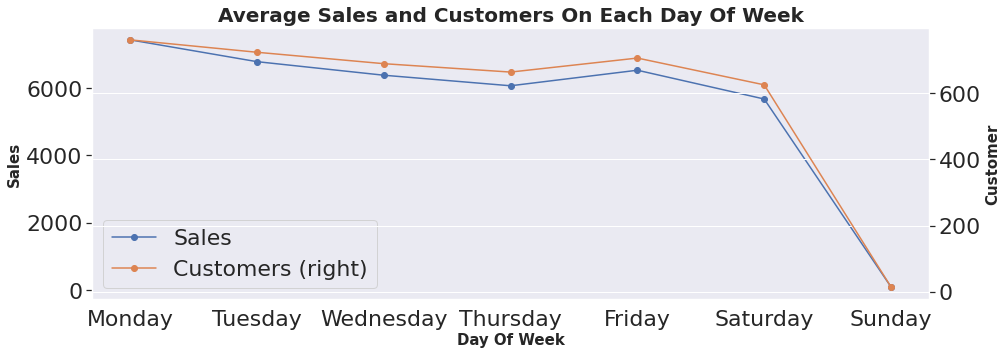 Average Sales and Customers On Each Day Of Week
6000
4000
2000
0
Sales
600
400
200
0
Customer
Sales
Customers (right)
Monday Tuesday Wednesday Thursday Friday Saturday Sunday
Day Of Week